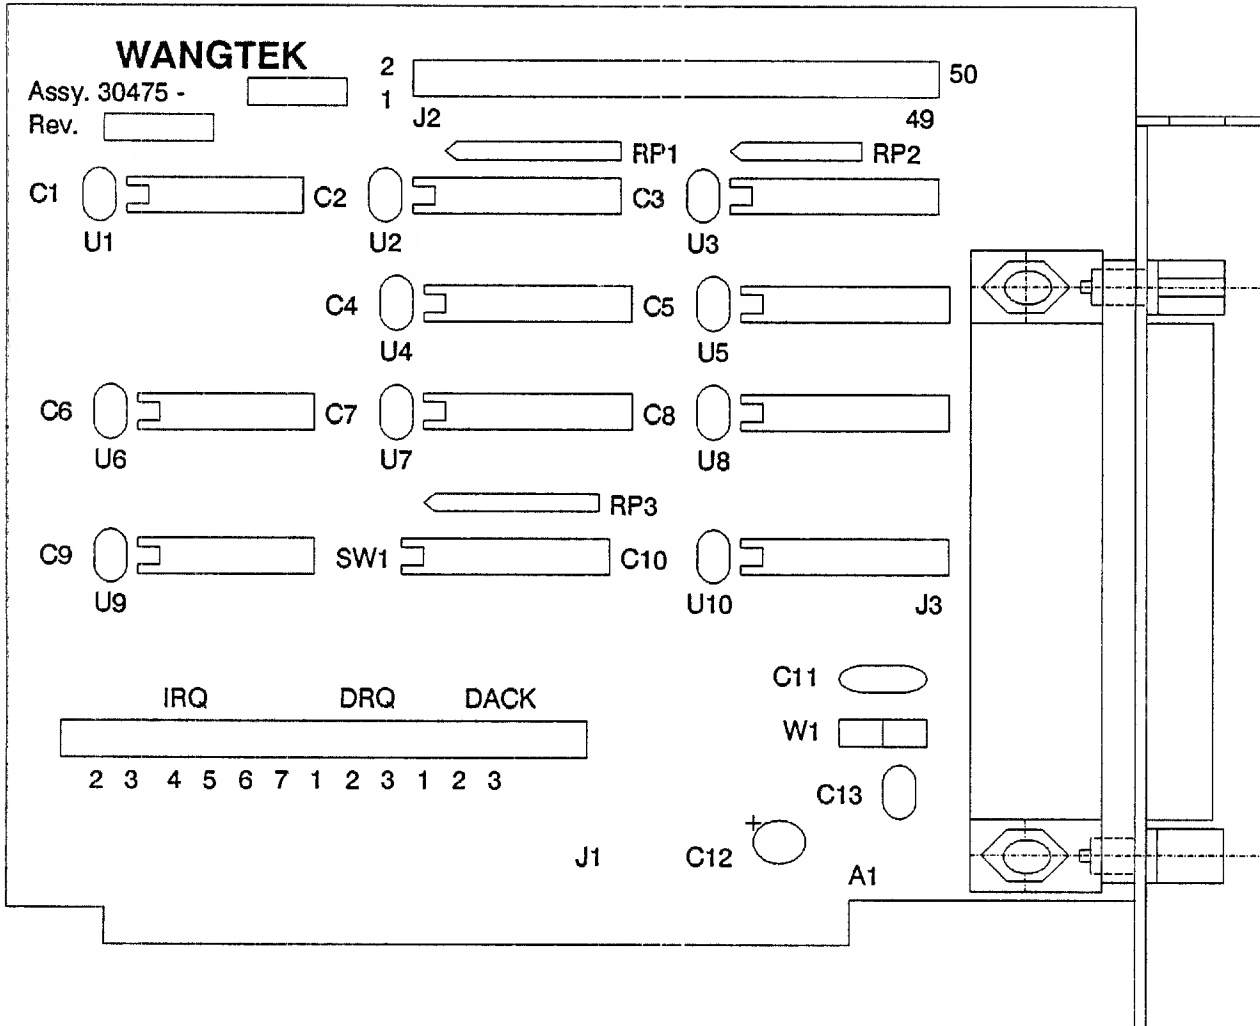 WANGTEK
Assy. 30475 -
Rev.
2 50
1 J2 49
RP1 RP2
C1 C2 C3
U1 U2 U3
C4 C5
U4 U5
C6 C7 C8
U6 U7 U8
RP3
C9 SW1 C10
U9 U10 J3
C11
IRQ DRQ DACK
W1
2 3 4 5 6 7 1 2 3 1 2 3
C13
+
J1 C12
A1